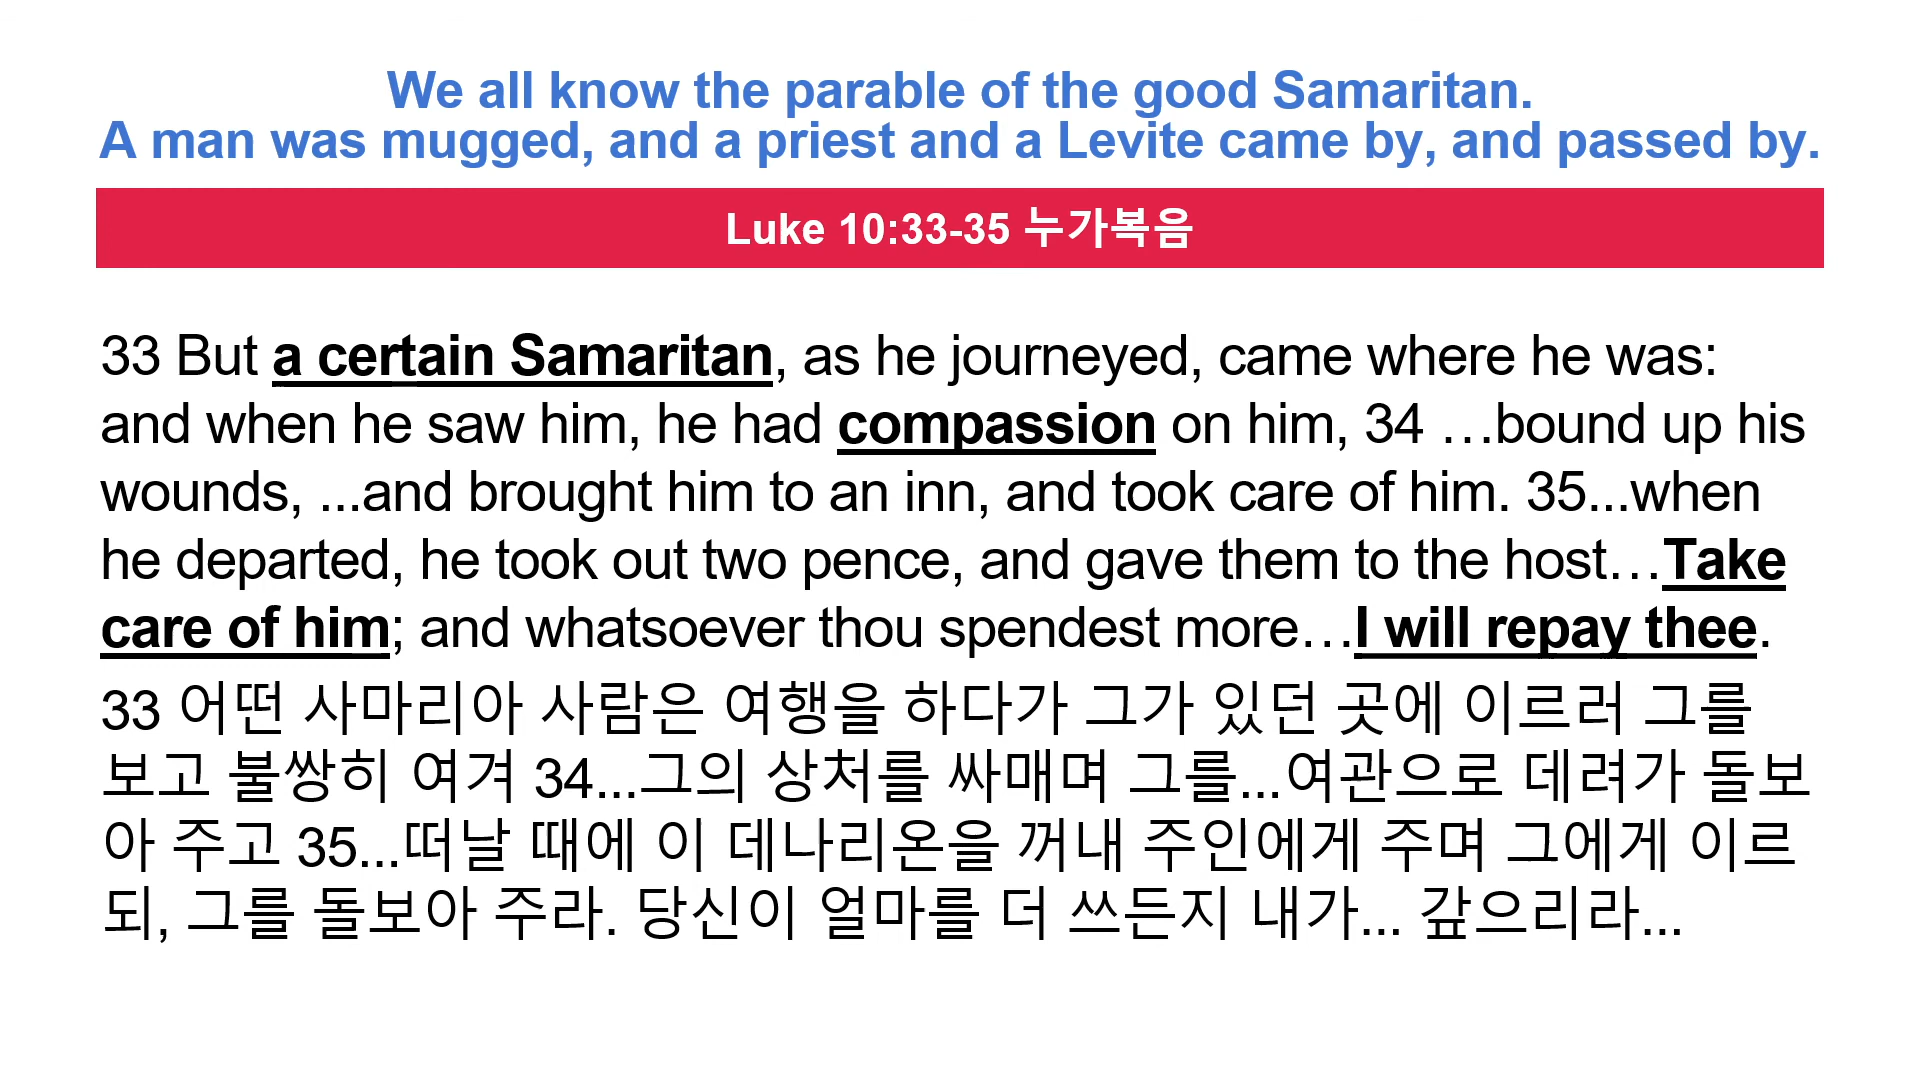 We all know the parable of the good Samaritan.
A man was mugged, and a priest and a Levite came by, and passed by.
Luke 10:33-35 누가복음
33 But a certain Samaritan, as he journeyed, came where he was:
and when he saw him, he had compassion on him, 34 …bound up his
wounds, ...and brought him to an inn, and took care of him. 35...when
he departed, he took out two pence, and gave them to the host…Take
care of him; and whatsoever thou spendest more…I will repay thee.
33 어떤 사마리아 사람은 여행을 하다가 그가 있던 곳에 이르러 그를
보고 불쌍히 여겨 34...그의 상처를 싸매며 그를...여관으로 데려가 돌보
아 주고 35...떠날 때에 이 데나리온을 꺼내 주인에게 주며 그에게 이르
되, 그를 돌보아 주라. 당신이 얼마를 더 쓰든지 내가... 갚으리라...